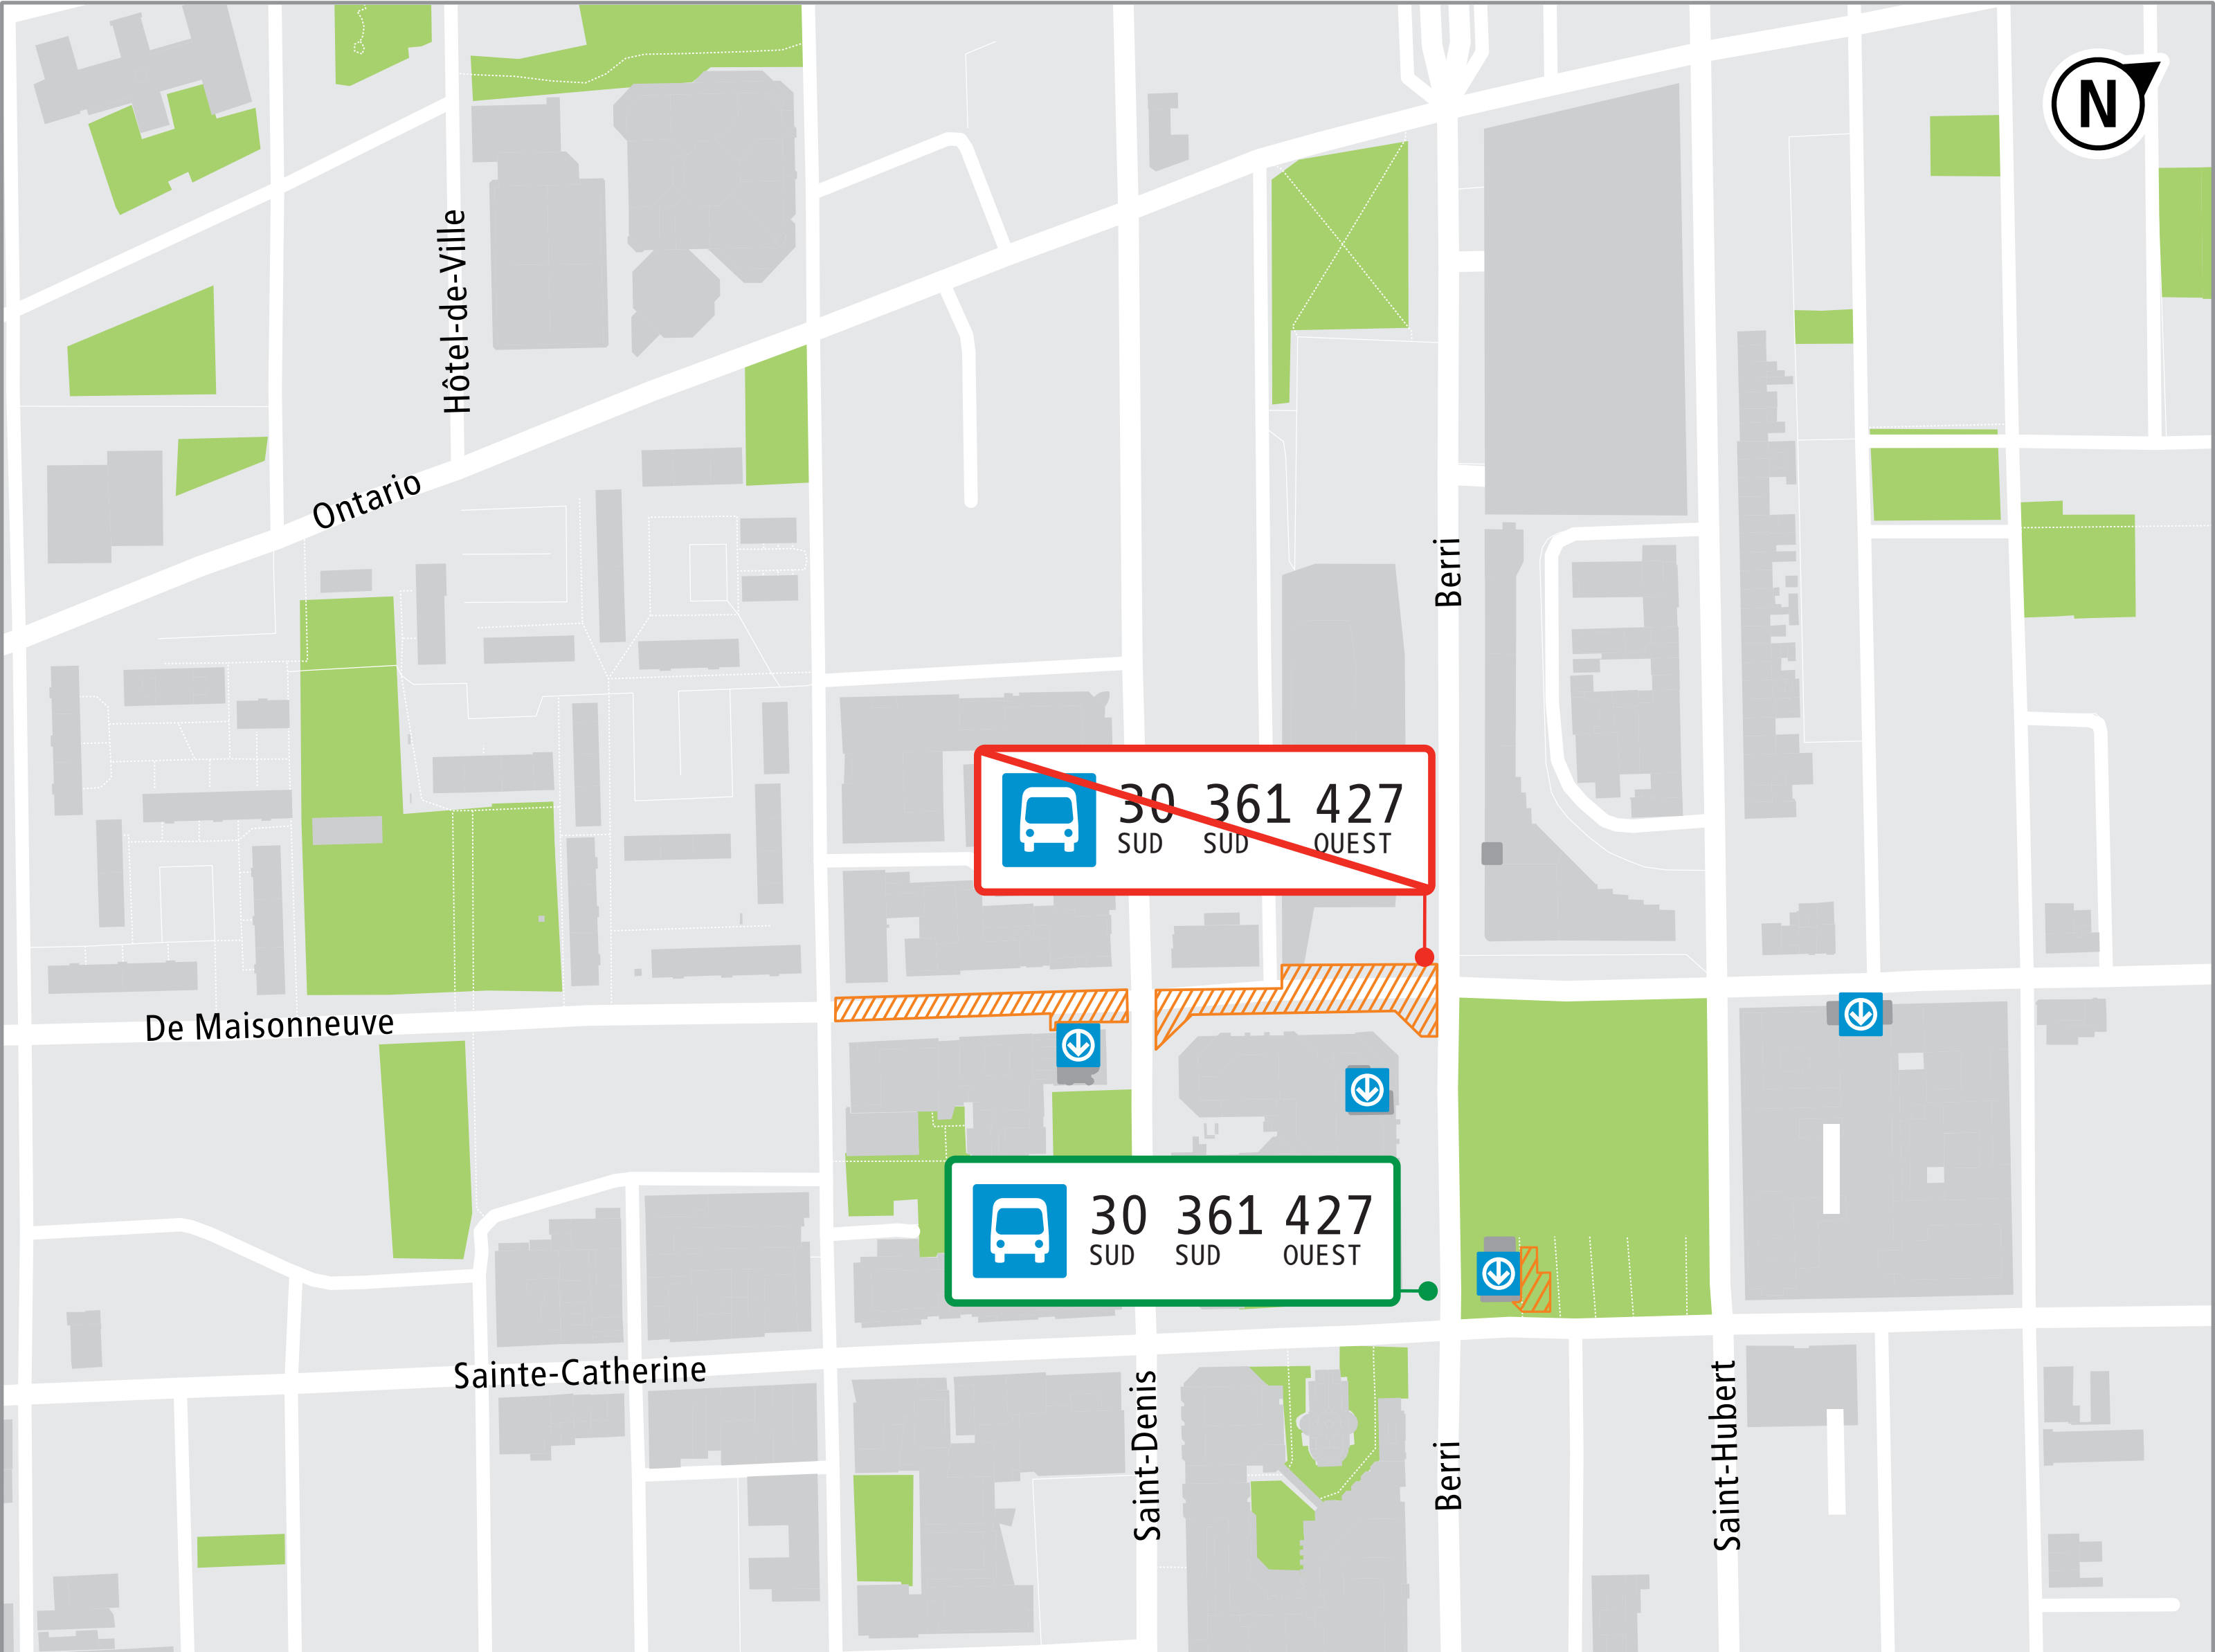 N
Hôtel-de-Ville
Ontario
Berri
30 361 427
SUD SUD OUEST
De Maisonneuve
30 361 427
SUD SUD OUEST
Sainte-Catherine
Saint-Denis
Berri
Saint-Hubert